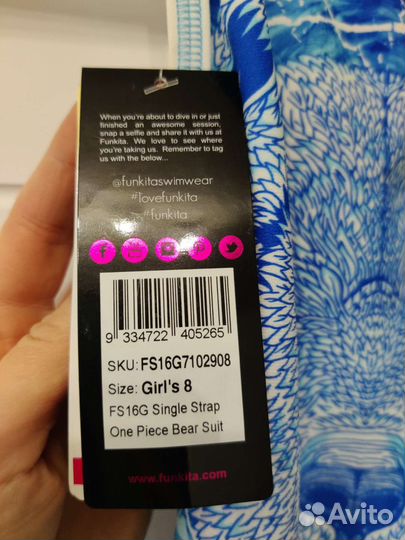 When you're about to dive in or just
finished an awesome session,
snap a selfie and share it with us at
Funkita. We love to see where
you're taking us. Remember to tag
us with the below...
@funkitaswimwear
#lovefunkita
#funkita
9 334722 405265
SKU: FS16G7102908
Size: Girl's 8
FS16G Single Strap
One Piece Bear Suit
www.funkita.com
Avito